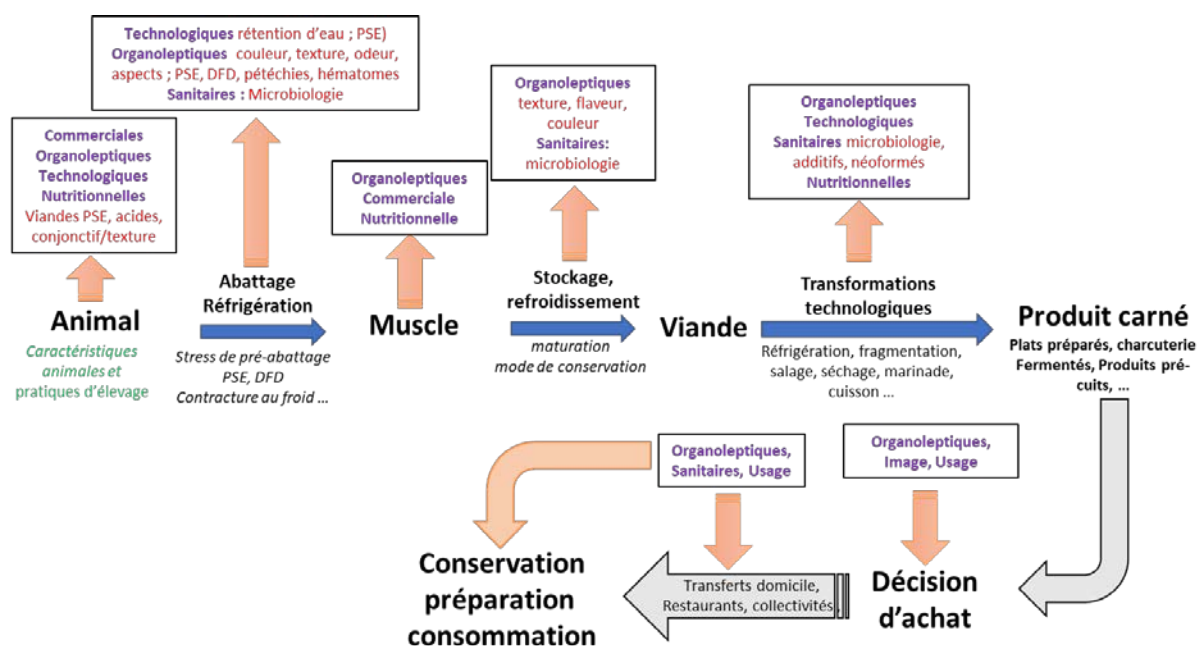 Technologiques rétention d'eau ; PSE)
Organoleptiques couleur, texture, odeur,
aspects ; PSE, DFD, pétéchies, hématomes
Sanitaires : Microbiologie
Commerciales
Organoleptiques
Technologiques
Nutritionnelles
Viandes PSE, acides,
conjonctif/texture
Organoleptiques
Commerciale
Nutritionnelle
Organoleptiques
texture, flaveur,
couleur
Sanitaires:
microbiologie
Organoleptiques
Technologiques
Sanitaires microbiologie,
additifs, néoformés
Nutritionnelles
Animal
Caractéristiques
animales et
pratiques d'élevage
Abattage
Réfrigération
Stress de pré-abattage
PSE, DFD
Contracture au froid ...
Muscle
Stockage,
refroidissement
maturation
mode de conservation
Viande
Transformations
technologiques
Réfrigération, fragmentation,
salage, séchage, marinade,
cuisson ...
Produit carné
Plats préparés, charcuterie
Fermentés, Produits pré-
cuits, ...
Organoleptiques,
Sanitaires, Usage
Organoleptiques,
Image, Usage
Conservation
préparation
consommation
Transferts domicile,
Restaurants, collectivités,
Décision
d'achat